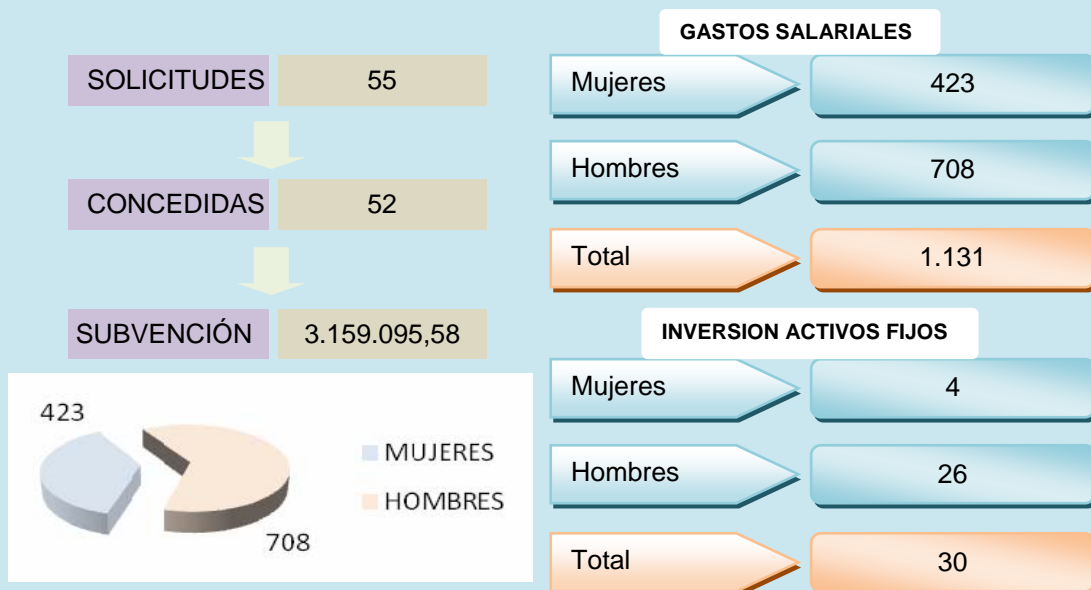 SOLICITUDES 55
CONCEDIDAS 52
SUBVENCIÓN 3.159.095,58
423
708
MUJERES
HOMBRES
GASTOS SALARIALES
Mujeres 423
Hombres 708
Total 1.131
INVERSION ACTIVOS FIJOS
Mujeres 4
Hombres 26
Total 30